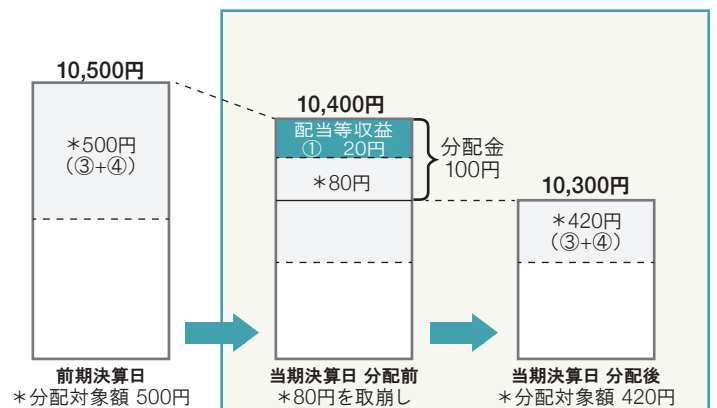 10,500円
＊500円
（③+④）
前期決算日
＊分配対象額 500円
10,400円
配当等収益
① 20円
＊80円
分配金
100円
当期決算日 分配前
＊80円を取崩し
10,300円
＊420円
（③+④）
当期決算日 分配後
＊分配対象額 420円